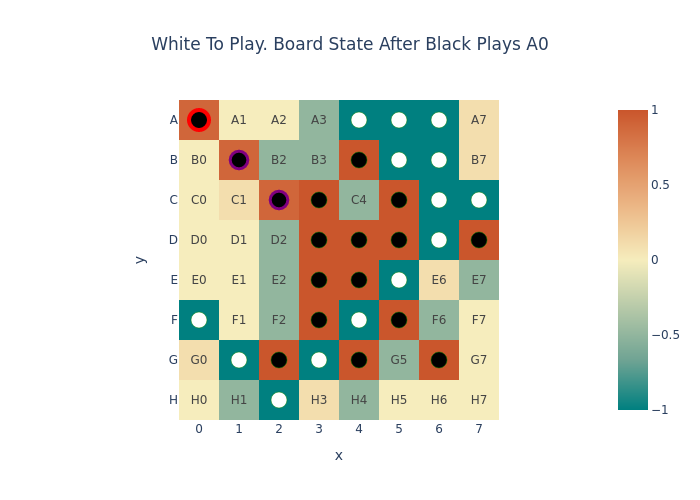 White To Play. Board State After Black Plays A0
A A1 A2 A3 A7 1
B B0 B2 B3 B7
C C0 C1 C4 0.5
D D0 D1 D2
y 0
E E0 E1 E2 E6 E7
F F1 F2 F6 F7 −0.5
G G0 G5 G7
H H0 H1 H3 H4 H5 H6 H7 −1
0 1 2 3 4 5 6 7
x